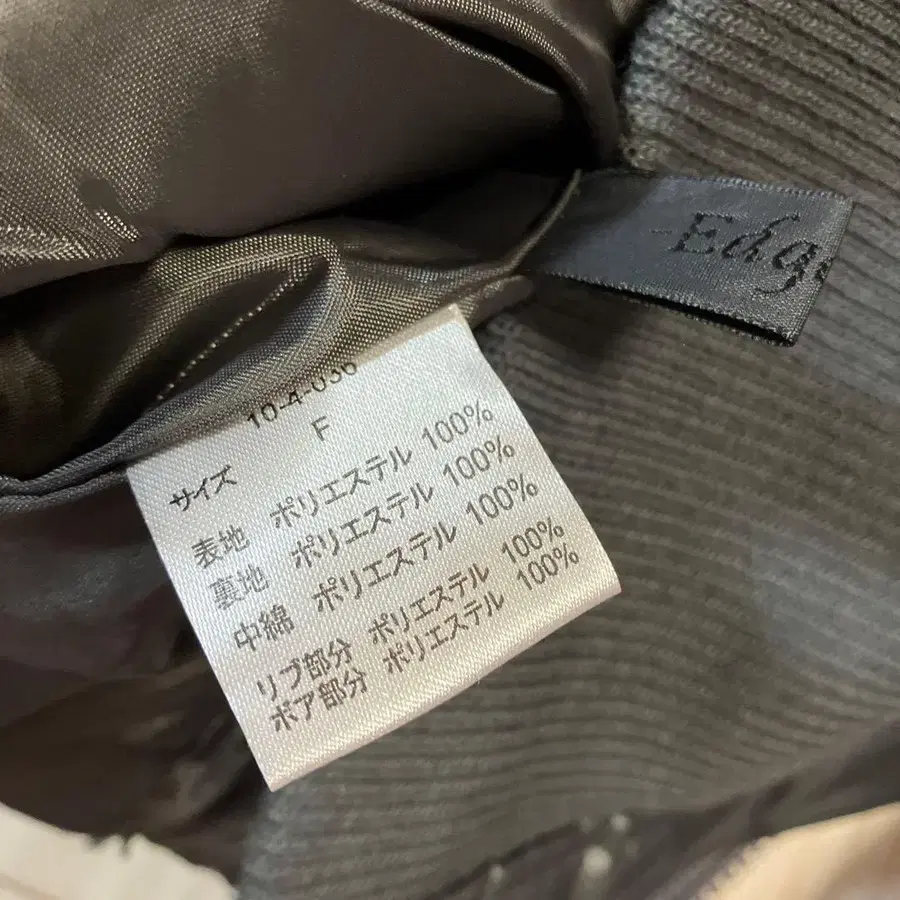 10-4-036
サイズ F
表地 ポリエステル 100%
裏地 ポリエステル 100%
中綿 ポリエステル 100%
リブ部分 ポリエステル 100%
ボア部分 ポリエステル 100%